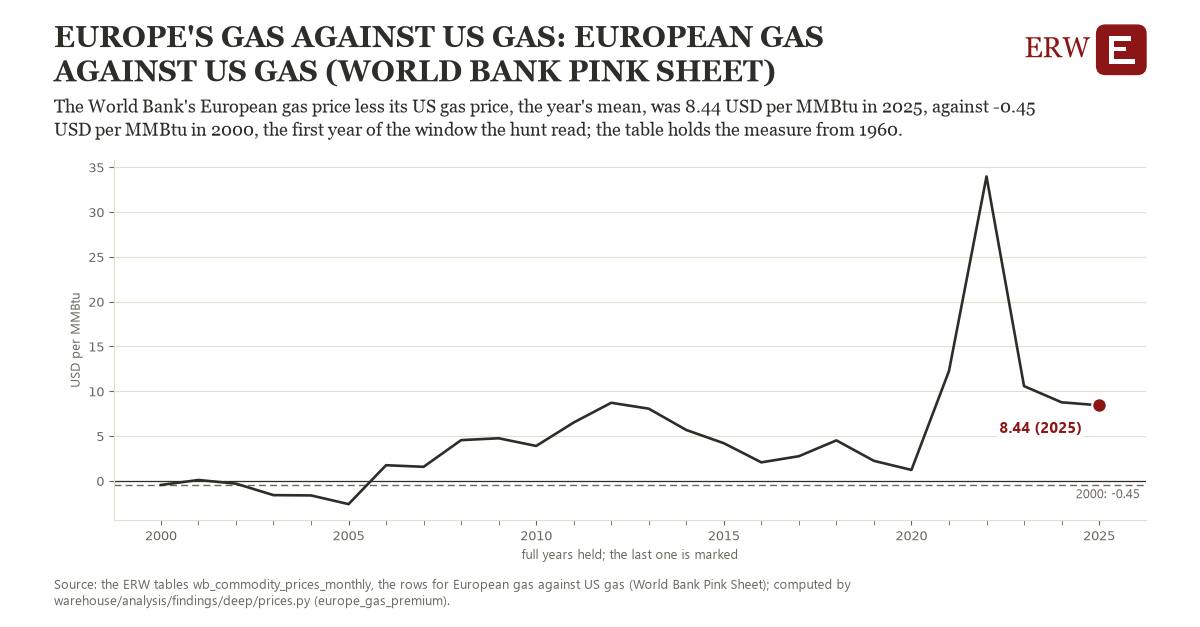 EUROPE'S GAS AGAINST US GAS: EUROPEAN GAS
AGAINST US GAS (WORLD BANK PINK SHEET)
ERW E
The World Bank's European gas price less its US gas price, the year's mean, was 8.44 USD per MMBtu in 2025, against -0.45
USD per MMBtu in 2000, the first year of the window the hunt read; the table holds the measure from 1960.
USD per MMBtu
35
30
25
20
15
10
5
0
8.44 (2025)
2000: -0.45
2000 2005 2010 2015 2020 2025
full years held; the last one is marked
Source: the ERW tables wb_commodity_prices_monthly, the rows for European gas against US gas (World Bank Pink Sheet); computed by
warehouse/analysis/findings/deep/prices.py (europe_gas_premium).